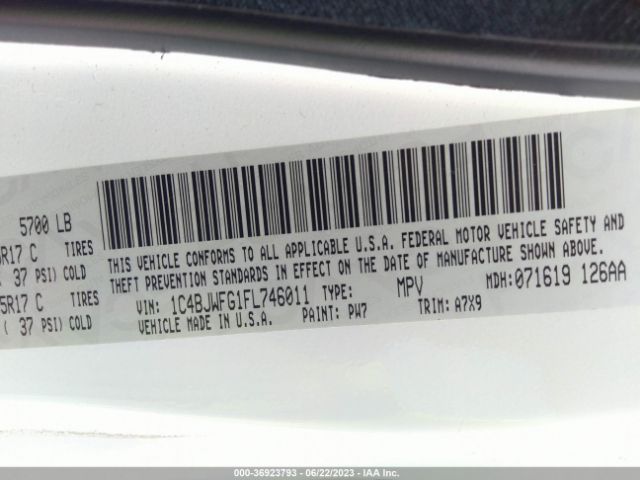 5700 LB
5R17 C TIRES
( 37 PSI) COLD
5R17 C TIRES
( 37 PSI) COLD
THIS VEHICLE CONFORMS TO ALL APPLICABLE U.S.A. FEDERAL MOTOR VEHICLE SAFETY AND
THEFT PREVENTION STANDARDS IN EFFECT ON THE DATE OF MANUFACTURE SHOWN ABOVE.
VIN: 1C4BJWFG1FL746011 TYPE: MPV MDH:071619 126AA
VEHICLE MADE IN U.S.A. PAINT: PW7 TRIM: A7X9
000-36923793 - 06/22/2023 - IAA Inc.